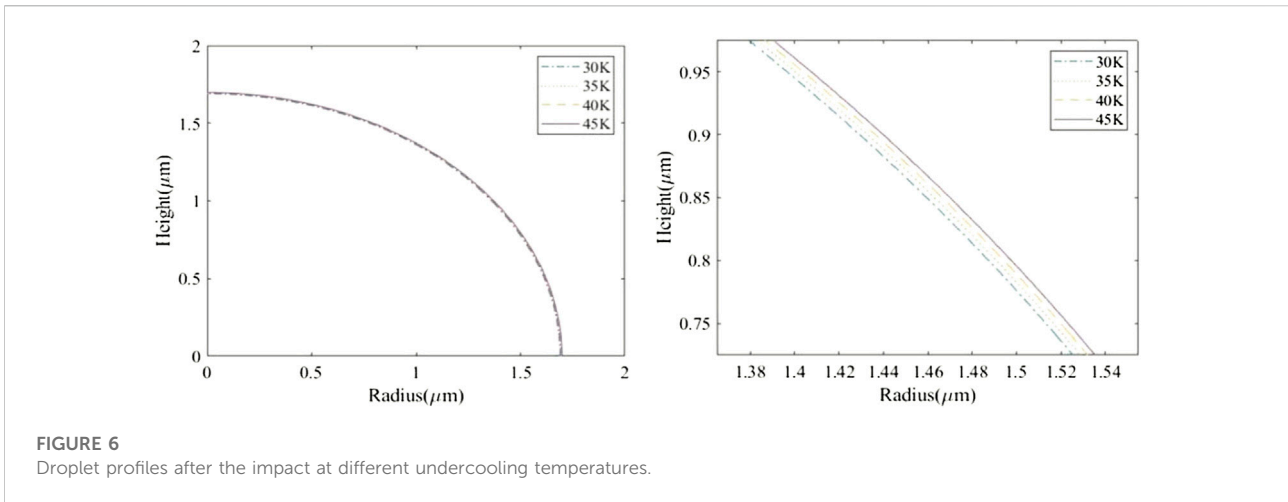 2
1.5
1
0.5
0
Height(μm)
0
0.5
1
1.5
2
Radius(μm)
30K
35K
40K
45K
0.95
0.9
0.85
0.8
0.75
Height(μm)
1.38
1.4
1.42
1.44
1.46
1.48
1.5
1.52
1.54
Radius(μm)
30K
35K
40K
45K
FIGURE 6
Droplet profiles after the impact at different undercooling temperatures.